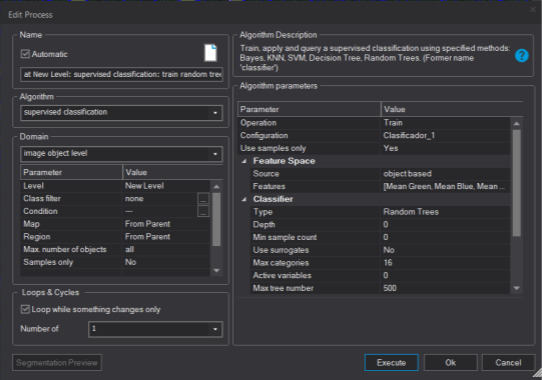 Edit Process
Name
Automatic
at New Level: supervised classification: train random tree
Algorithm
supervised classification
Domain
image object level
Parameter Value
Level New Level
Class filter none ...
Condition --- ...
Map From Parent
Region From Parent
Max. number of objects all
Samples only No
Loops & Cycles
Loop while something changes only
Number of 1
Segmentation Preview
Algorithm Description
Train, apply and query a supervised classification using specified methods:
Bayes, KNN, SVM, Decision Tree, Random Trees. (Former name
'classifier')
?
Algorithm parameters
Parameter Value
Operation Train
Configuration Clasificador_1
Use samples only Yes
Feature Space
Source object based
Features [Mean Green, Mean Blue, Mean ...
Classifier
Type Random Trees
Depth 0
Min sample count 0
Use surrogates No
Max categories 16
Active variables 0
Max tree number 500
Execute Ok Cancel